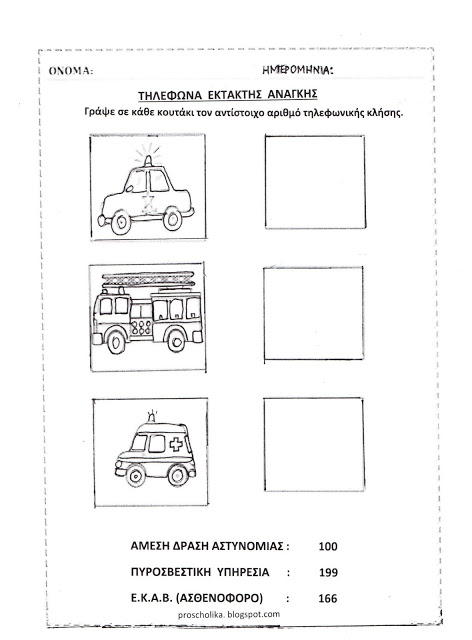 ΟΝΟΜΑ: ΗΜΕΡΟΜΗΝΙΑ:
ΤΗΛΕΦΩΝΑ ΕΚΤΑΚΤΗΣ ΑΝΑΓΚΗΣ
Γράψε σε κάθε κουτάκι τον αντίστοιχο αριθμό τηλεφωνικής κλήσης.
ΑΜΕΣΗ ΔΡΑΣΗ ΑΣΤΥΝΟΜΙΑΣ : 100
ΠΥΡΟΣΒΕΣΤΙΚΗ ΥΠΗΡΕΣΙΑ : 199
Ε.Κ.Α.Β. (ΑΣΘΕΝΟΦΟΡΟ) : 166
proscholika. blogspot.com